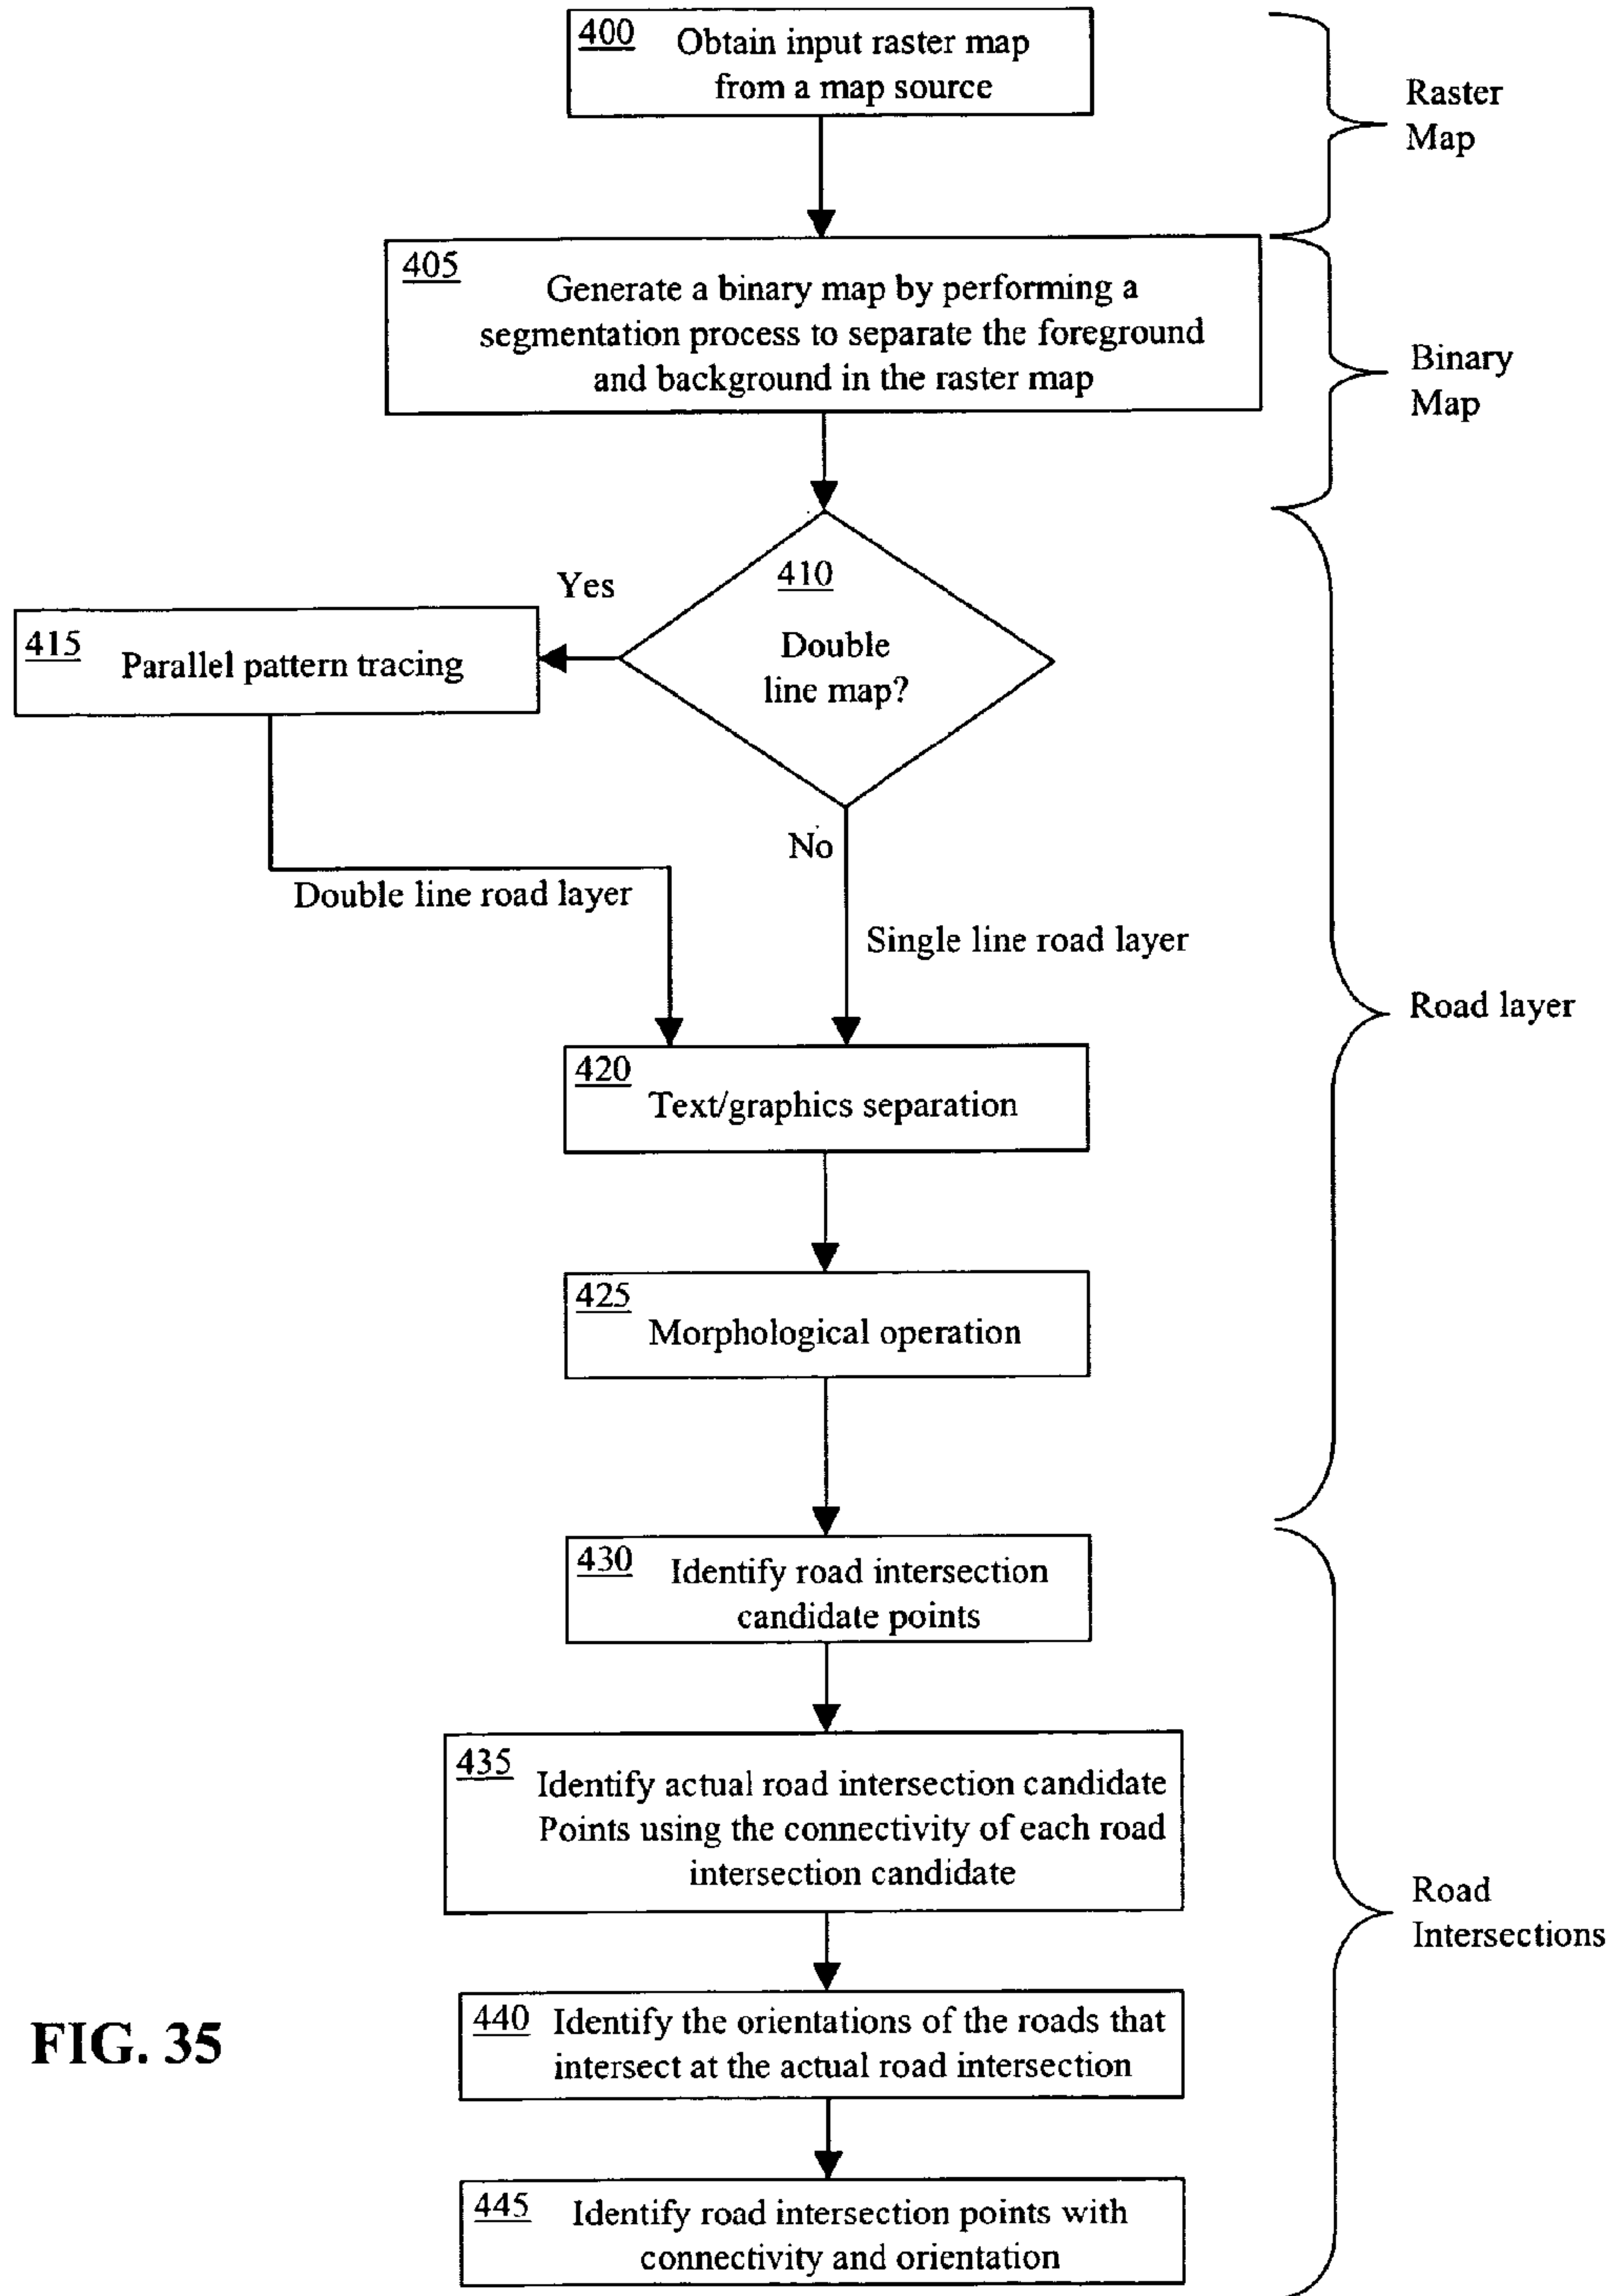 400 Obtain input raster map
from a map source
Raster
Map
405
Generate a binary map by performing a
segmentation process to separate the foreground
and background in the raster map
Binary
Map
410
Double
line map?
Yes
415 Parallel pattern tracing
No
Double line road layer
Single line road layer
Road layer
420
Text/graphics separation
425
Morphological operation
430 Identify road intersection
candidate points
435 Identify actual road intersection candidate
Points using the connectivity of each road
intersection candidate
Road
Intersections
440 Identify the orientations of the roads that
intersect at the actual road intersection
FIG. 35
445 Identify road intersection points with
connectivity and orientation